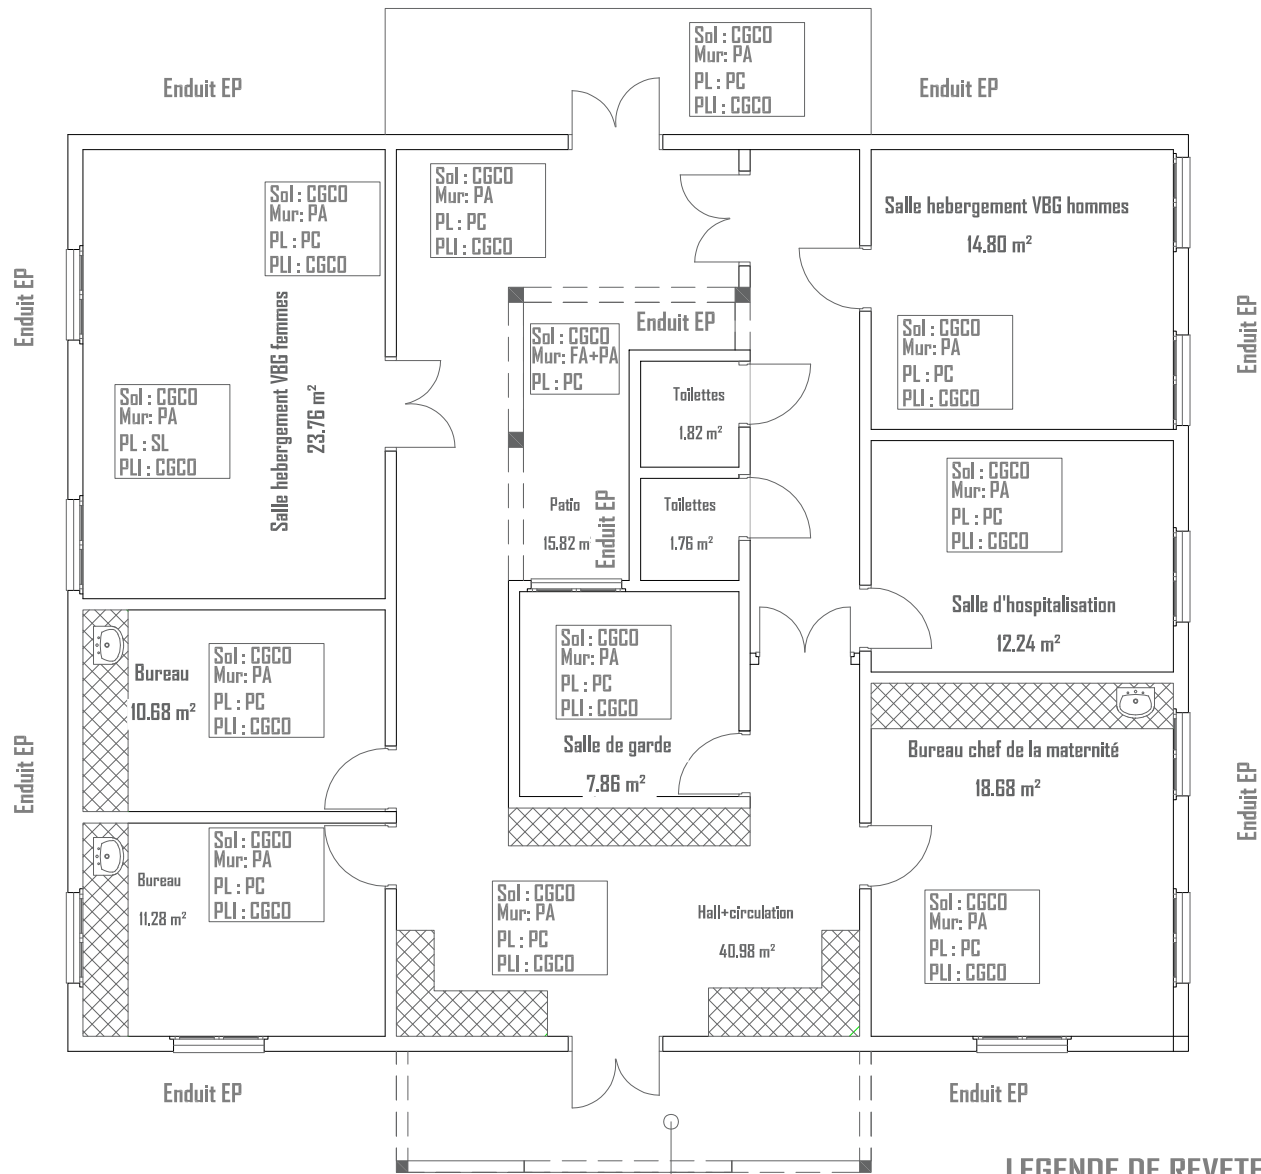 Sol : CGCO
Mur: PA
PL : PC
PLI : CGCO
Enduit EP
Enduit EP
Sol : CGCO
Mur: PA
PL : PC
PLI : CGCO
Sol : CGCO
Mur: PA
PL : PC
PLI : CGCO
Salle hebergement VBG hommes
14.80 m²
Enduit EP
Salle hebergement VBG femmes
23.76 m²
Sol : CGCO
Mur: PA
PL : SL
PLI : CGCO
Enduit EP
Sol : CGCO
Mur: FA+PA
PL : PC
Sol : CGCO
Mur: PA
PL : PC
PLI : CGCO
Enduit EP
Toilettes
1.82 m²
Toilettes
1.76 m²
Patio
15.82 m
Enduit EP
Sol : CGCO
Mur: PA
PL : PC
PLI : CGCO
Salle d'hospitalisation
12.24 m²
Bureau
10.68 m²
Sol : CGCO
Mur: PA
PL : PC
PLI : CGCO
Sol : CGCO
Mur: PA
PL : PC
PLI : CGCO
Salle de garde
7.86 m²
Bureau chef de la maternité
18.68 m²
Enduit EP
Enduit EP
Bureau
11.28 m²
Sol : CGCO
Mur: PA
PL : PC
PLI : CGCO
Sol : CGCO
Mur: PA
PL : PC
PLI : CGCO
Hall+circulation
40.98 m²
Sol : CGCO
Mur: PA
PL : PC
PLI : CGCO
Enduit EP
Enduit EP
LEGENDE DE REVETE